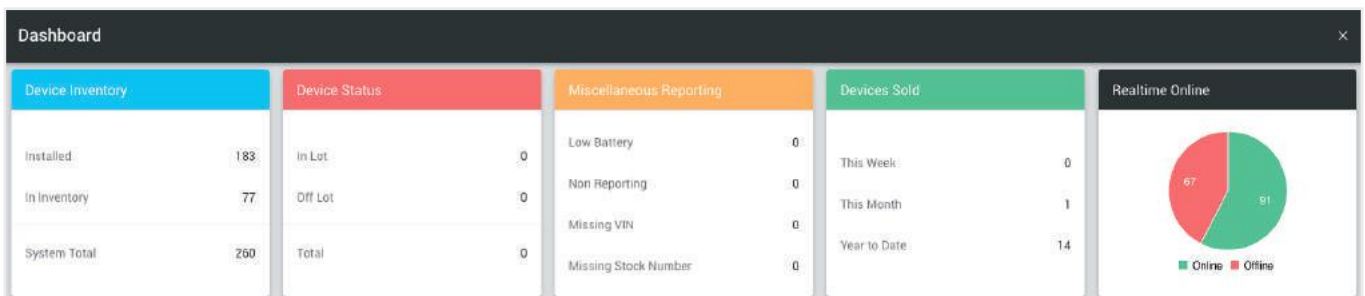 Dashboard ×
Device Inventory
Installed 183
In Inventory 77
System Total 260
Device Status
In Lot 0
Off Lot 0
Total 0
Miscellaneous Reporting
Low Battery 0
Non Reporting 0
Missing VIN 0
Missing Stock Number 0
Devices Sold
This Week 0
This Month 1
Year to Date 14
Realtime Online
67
91
Online Offline